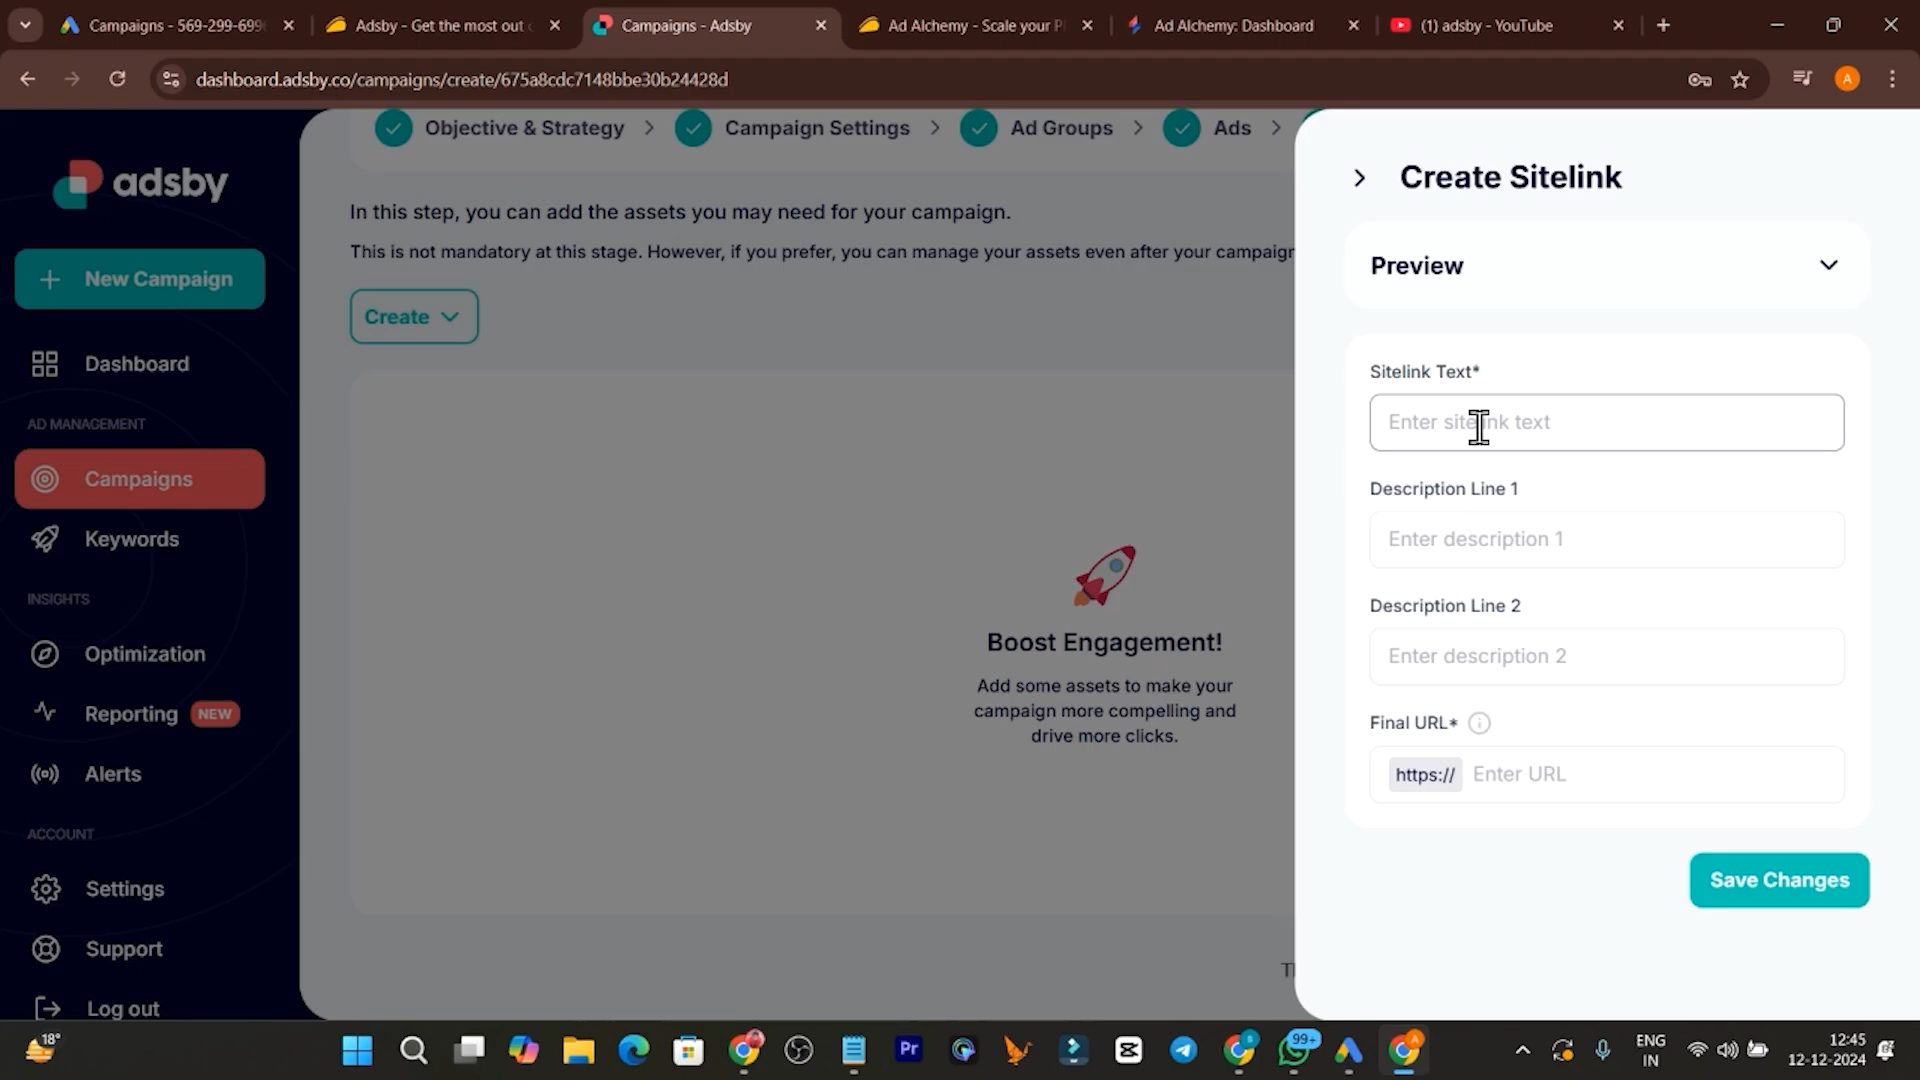 Campaigns - 569-299-699
Adsby - Get the most out o
Campaigns - Adsby
Ad Alchemy - Scale your P
Ad Alchemy: Dashboard
(1) adsby - YouTube
dashboard.adsby.co/campaigns/create/675a8cdc7148bbe30b24428d
A
adsby
New Campaign
Dashboard
AD MANAGEMENT
Campaigns
Keywords
INSIGHTS
Optimization
Reporting NEW
Alerts
ACCOUNT
Settings
Support
Log out
Objective & Strategy
Campaign Settings
Ad Groups
Ads
In this step, you can add the assets you may need for your campaign.
This is not mandatory at this stage. However, if you prefer, you can manage your assets even after your campaign
Create
Boost Engagement!
Add some assets to make your
campaign more compelling and
drive more clicks.
Create Sitelink
Preview
Sitelink Text*
Enter sitelink text
Description Line 1
Enter description 1
Description Line 2
Enter description 2
Final URL*
https:// Enter URL
Save Changes
18°
Pr
99+
A
ENG
IN
12:45
12-12-2024